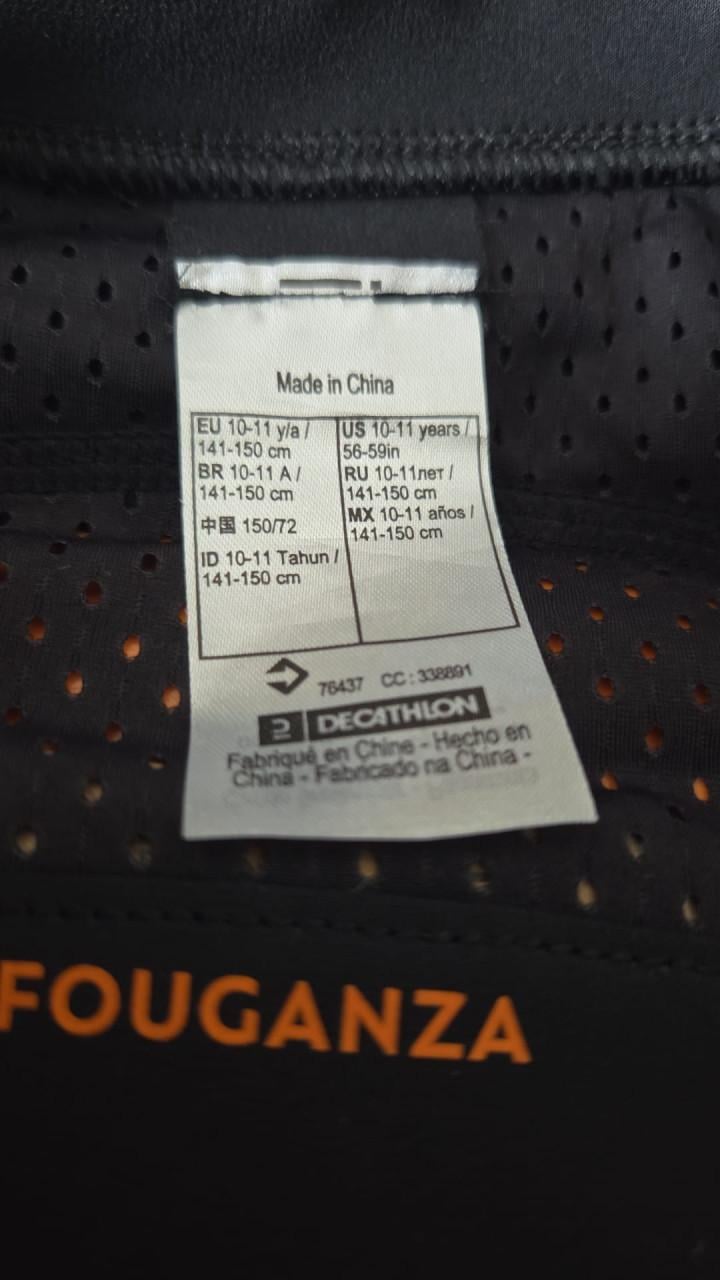 Made in China
EU 10-11 y/a /
141-150 cm
BR 10-11 A /
141-150 cm
中国 150/72
ID 10-11 Tahun /
141-150 cm
US 10-11 years /
56-59in
RU 10-11лет /
141-150 cm
MX 10-11 años /
141-150 cm
76437 CC : 338891
DECATHLON
Fabriqué en Chine - Hecho en
China - Fabricado na China -
FOUGANZA